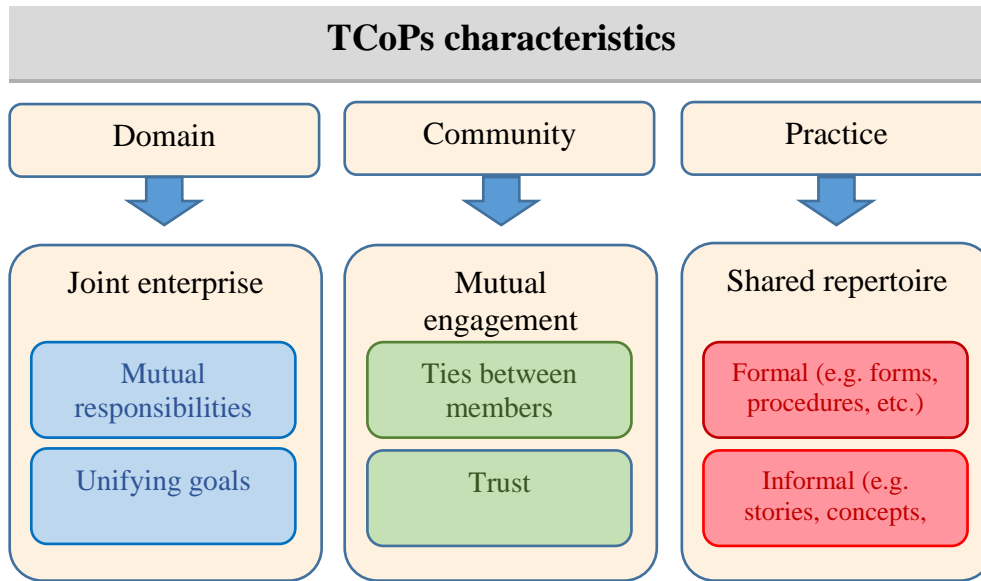 TCoPs characteristics
Domain
Community
Practice
Joint enterprise
Mutual
responsibilities
Unifying goals
Mutual
engagement
Ties between
members
Trust
Shared repertoire
Formal (e.g. forms,
procedures, etc.)
Informal (e.g.
stories, concepts,